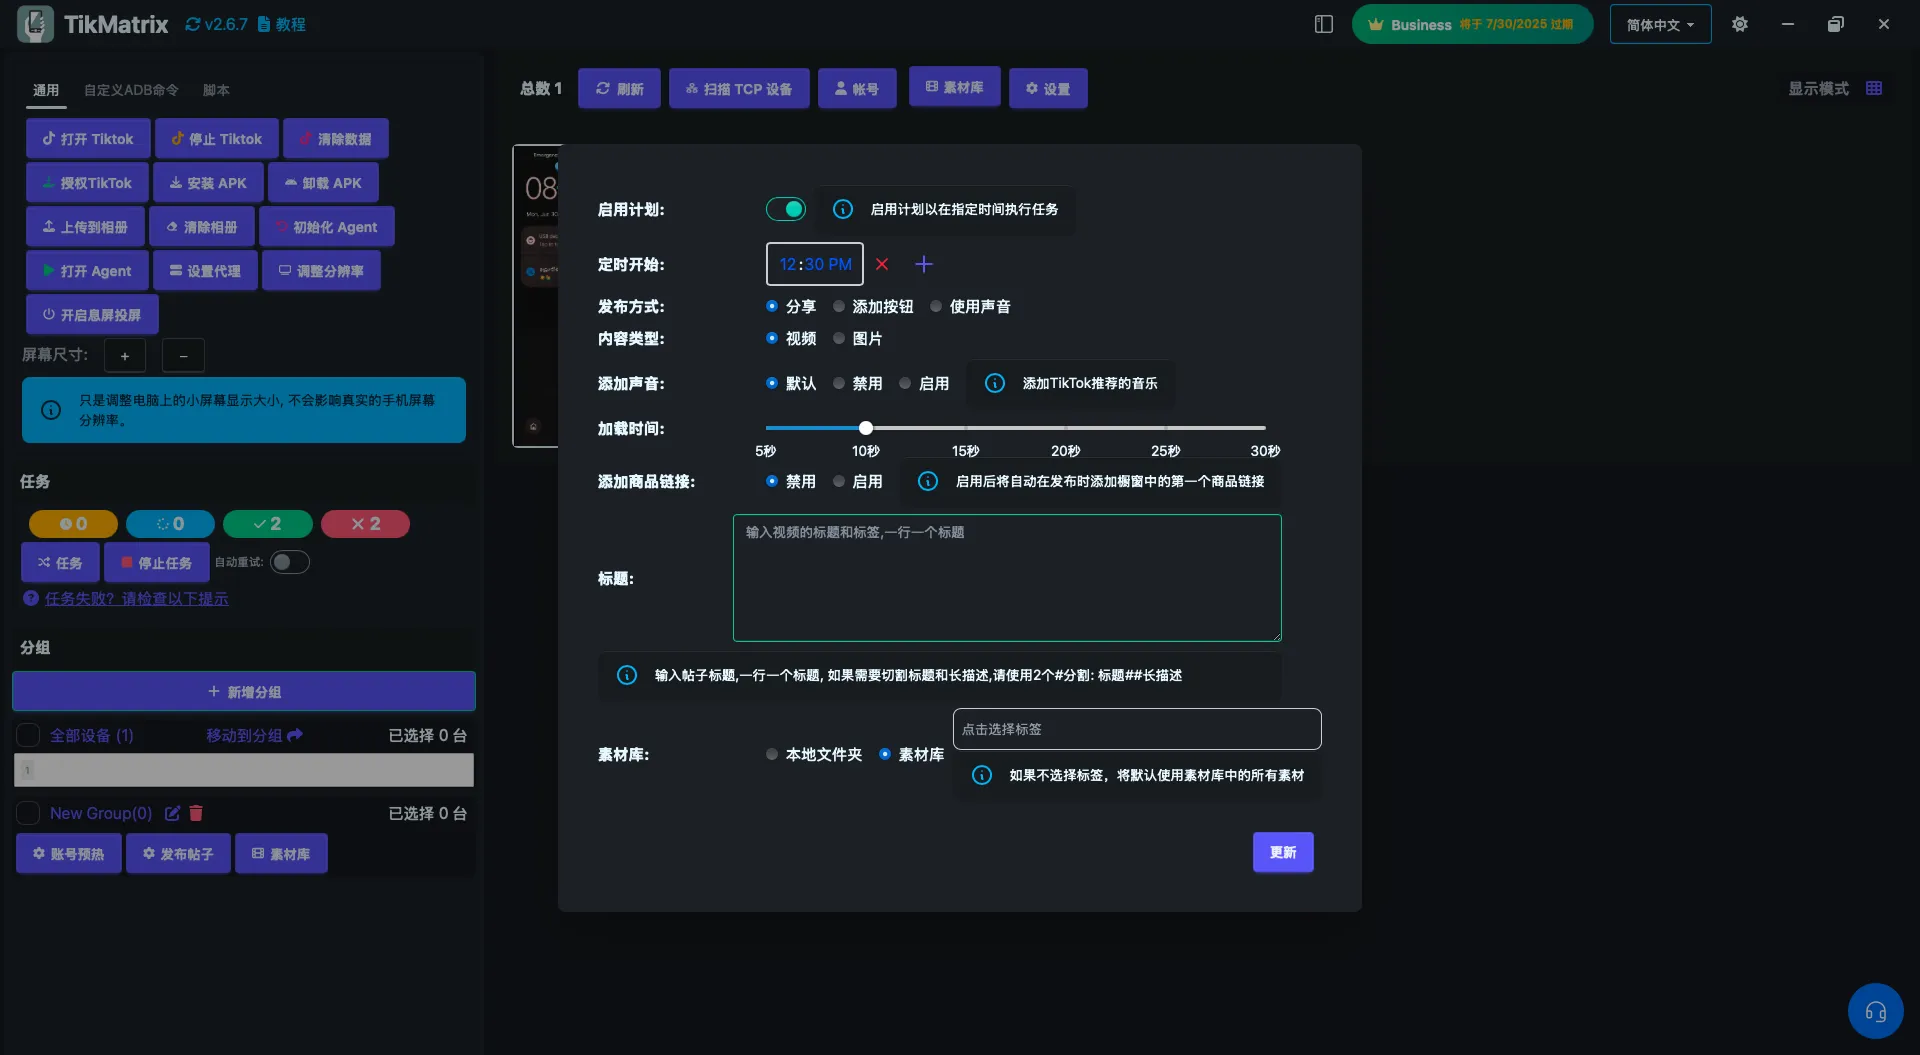 TikMatrix v2.6.7 教程
Business 将于 7/30/2025 过期 简体中文
通用 自定义ADB命令 脚本
打开 Tiktok 停止 Tiktok 清除数据
授权TikTok 安装 APK 卸载 APK
上传到相册 清除相册 初始化 Agent
打开 Agent 设置代理 调整分辨率
开启息屏投屏
屏幕尺寸: + -
只是调整电脑上的小屏幕显示大小, 不会影响真实的手机屏幕
分辨率。
任务
0 0 2 2
任务 停止任务 自动重试:
任务失败？请检查以下提示
分组
+ 新增分组
全部设备 (1) 移动到分组 已选择 0 台
1
New Group(0) 已选择 0 台
账号预热 发布帖子 素材库
总数 1 刷新 扫描 TCP 设备 帐号 素材库 设置 显示模式
08
启用计划: 启用计划以在指定时间执行任务
定时开始: 12:30 PM
发布方式: 分享 添加按钮 使用声音
内容类型: 视频 图片
添加声音: 默认 禁用 启用 添加TikTok推荐的音乐
加载时间:
5秒 10秒 15秒 20秒 25秒 30秒
添加商品链接: 禁用 启用 启用后将自动在发布时添加橱窗中的第一个商品链接
标题: 输入视频的标题和标签,一行一个标题
输入帖子标题,一行一个标题, 如果需要切割标题和长描述,请使用2个#分割: 标题##长描述
素材库: 本地文件夹 素材库 点击选择标签
如果不选择标签，将默认使用素材库中的所有素材
更新